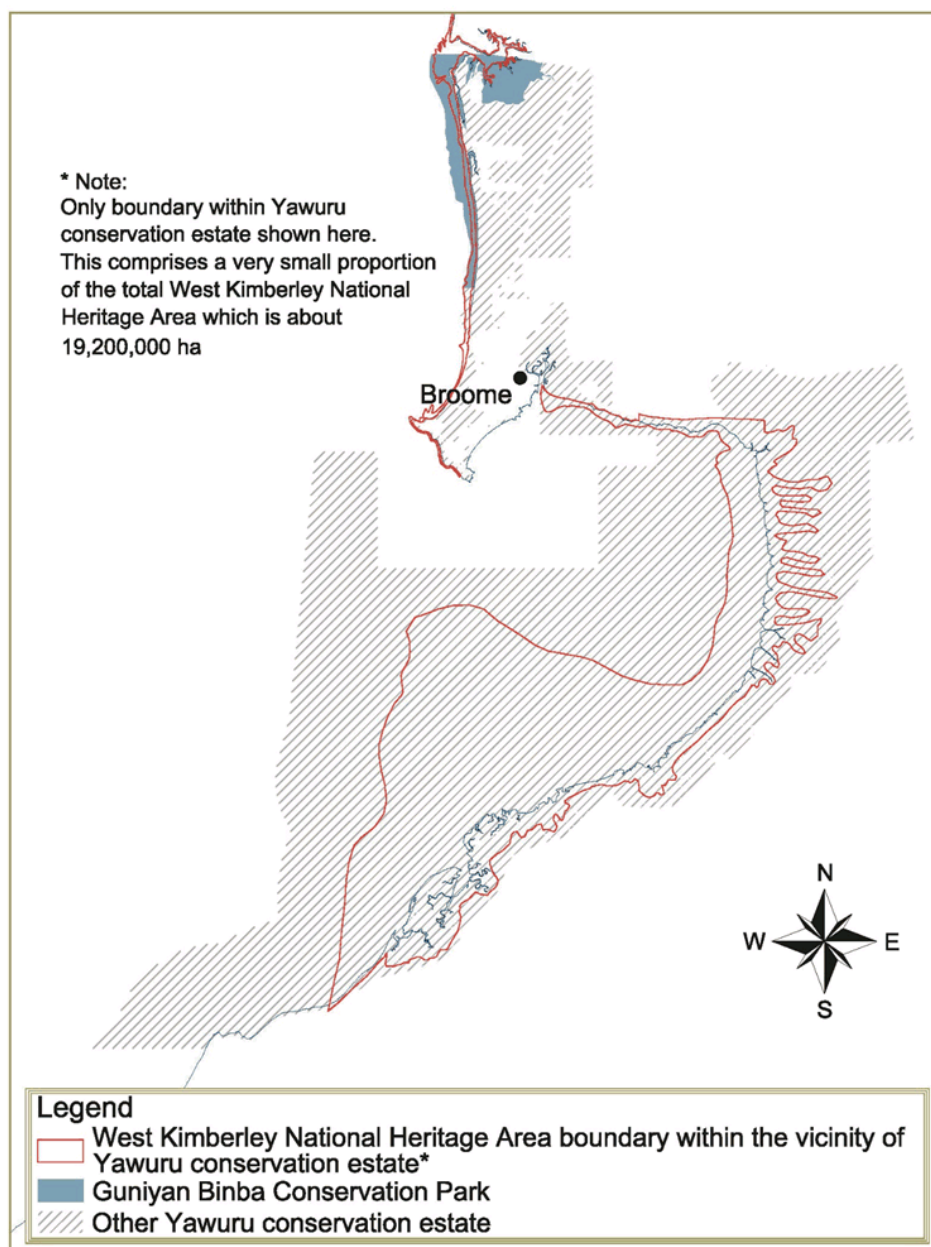 * Note:
Only boundary within Yawuru
conservation estate shown here.
This comprises a very small proportion
of the total West Kimberley National
Heritage Area which is about
19,200,000 ha
Broome
N
W
E
S
Legend
West Kimberley National Heritage Area boundary within the vicinity of
Yawuru conservation estate*
Guniyan Binba Conservation Park
Other Yawuru conservation estate